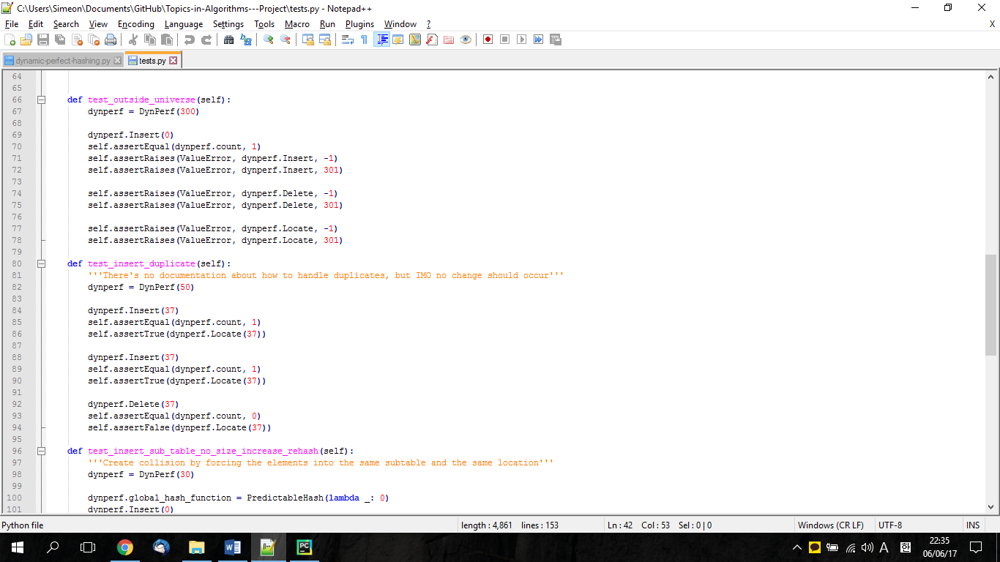 C:\Users\Simeon\Documents\GitHub\Topics-in-Algorithms---Project\tests.py - Notepad++
File Edit Search View Encoding Language Settings Tools Macro Run Plugins Window ? X
dynamic-perfect-hashing.py tests.py
64
65
66 def test_outside_universe(self):
67 dynperf = DynPerf(300)
68
69 dynperf.Insert(0)
70 self.assertEqual(dynperf.count, 1)
71 self.assertRaises(ValueError, dynperf.Insert, -1)
72 self.assertRaises(ValueError, dynperf.Insert, 301)
73
74 self.assertRaises(ValueError, dynperf.Delete, -1)
75 self.assertRaises(ValueError, dynperf.Delete, 301)
76
77 self.assertRaises(ValueError, dynperf.Locate, -1)
78 self.assertRaises(ValueError, dynperf.Locate, 301)
79
80 def test_insert_duplicate(self):
81 '''There's no documentation about how to handle duplicates, but IMO no change should occur'''
82 dynperf = DynPerf(50)
83
84 dynperf.Insert(37)
85 self.assertEqual(dynperf.count, 1)
86 self.assertTrue(dynperf.Locate(37))
87
88 dynperf.Insert(37)
89 self.assertEqual(dynperf.count, 1)
90 self.assertTrue(dynperf.Locate(37))
91
92 dynperf.Delete(37)
93 self.assertEqual(dynperf.count, 0)
94 self.assertFalse(dynperf.Locate(37))
95
96 def test_insert_sub_table_no_size_increase_rehash(self):
97 '''Create collision by forcing the elements into the same subtable and the same location'''
98 dynperf = DynPerf(30)
99
100 dynperf.global_hash_function = PredictableHash(lambda _: 0)
101 dynperf.Insert(0)
Python file length : 4,861 lines : 153 Ln : 42 Col : 53 Sel : 0 | 0 Windows (CR LF) UTF-8 INS
A 한 22:35
06/06/17